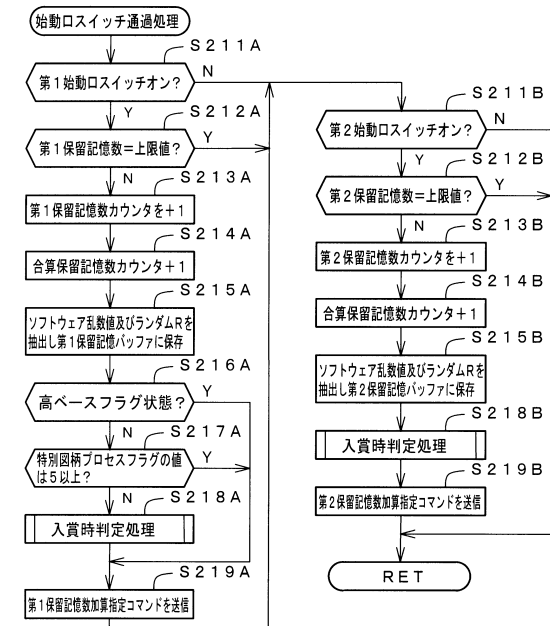 始動口スイッチ通過処理
S211A
第1始動口スイッチオン？
N
Y
S212A
第1保留記憶数＝上限値？
Y
N
S213A
第1保留記憶数カウンタを＋1
S214A
合算保留記憶数カウンタ＋1
S215A
ソフトウェア乱数値及びランダムRを
抽出し第1保留記憶バッファに保存
S216A
高ベースフラグ状態？
Y
N
S217A
特別図柄プロセスフラグの値
は5以上？
Y
N
S218A
入賞時判定処理
S219A
第1保留記憶数加算指定コマンドを送信
S211B
第2始動口スイッチオン？
N
Y
S212B
第2保留記憶数＝上限値？
Y
N
S213B
第2保留記憶数カウンタを＋1
S214B
合算保留記憶数カウンタ＋1
S215B
ソフトウェア乱数値及びランダムRを
抽出し第2保留記憶バッファに保存
S218B
入賞時判定処理
S219B
第2保留記憶数加算指定コマンドを送信
RET